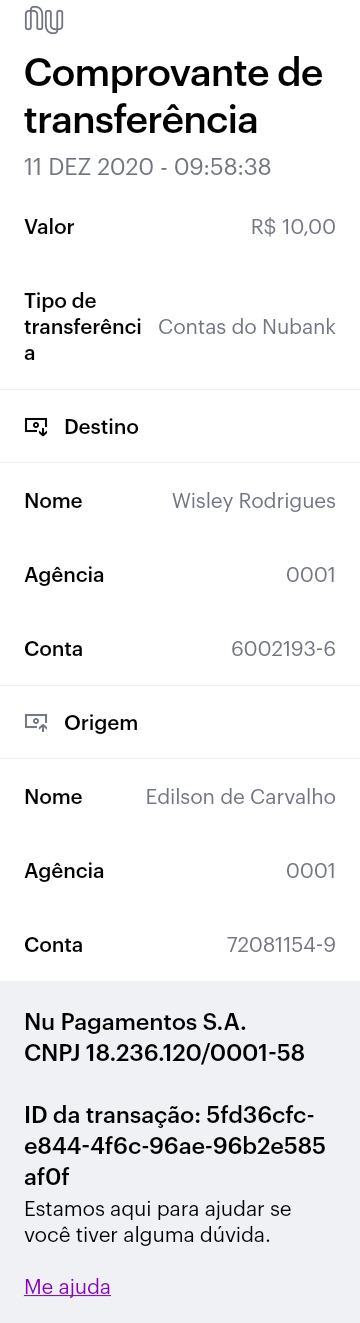 nu
Comprovante de
transferência
11 DEZ 2020 - 09:58:38
Valor R$ 10,00
Tipo de
transferênci Contas do Nubank
a
Destino
Nome Wisley Rodrigues
Agência 0001
Conta 6002193-6
Origem
Nome Edilson de Carvalho
Agência 0001
Conta 72081154-9
Nu Pagamentos S.A.
CNPJ 18.236.120/0001-58
ID da transação: 5fd36cfc-
e844-4f6c-96ae-96b2e585
af0f
Estamos aqui para ajudar se
você tiver alguma dúvida.
Me ajuda